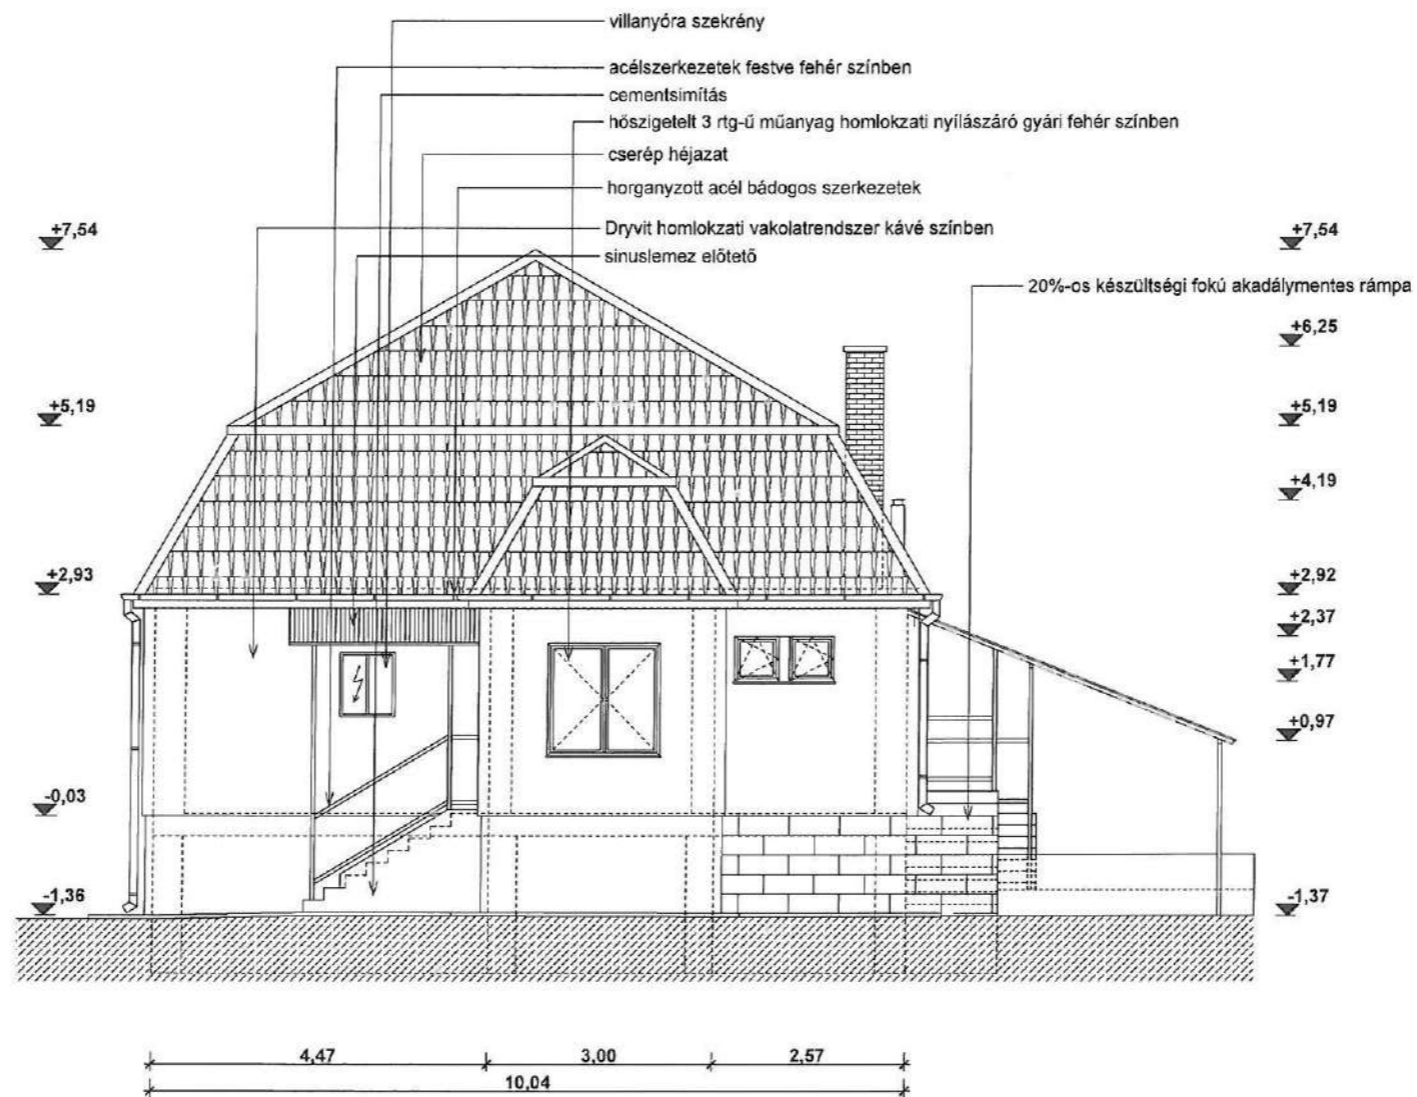 villanyóra szekrény
acélszerkezetek festve fehér színben
cementsimítás
hőszigetelt 3 rtg-ű műanyag homlokzati nyílászáró gyári fehér színben
cserép héjazat
horganyzott acél bádogos szerkezetek
Dryvit homlokzati vakolatrendszer kávé színben
sinuslemez előtető
20%-os készültségi fokú akadálymentes rámpa
+7,54
+5,19
+2,93
-0,03
-1,36
+7,54
+6,25
+5,19
+4,19
+2,92
+2,37
+1,77
+0,97
-1,37
4,47
3,00
2,57
10,04